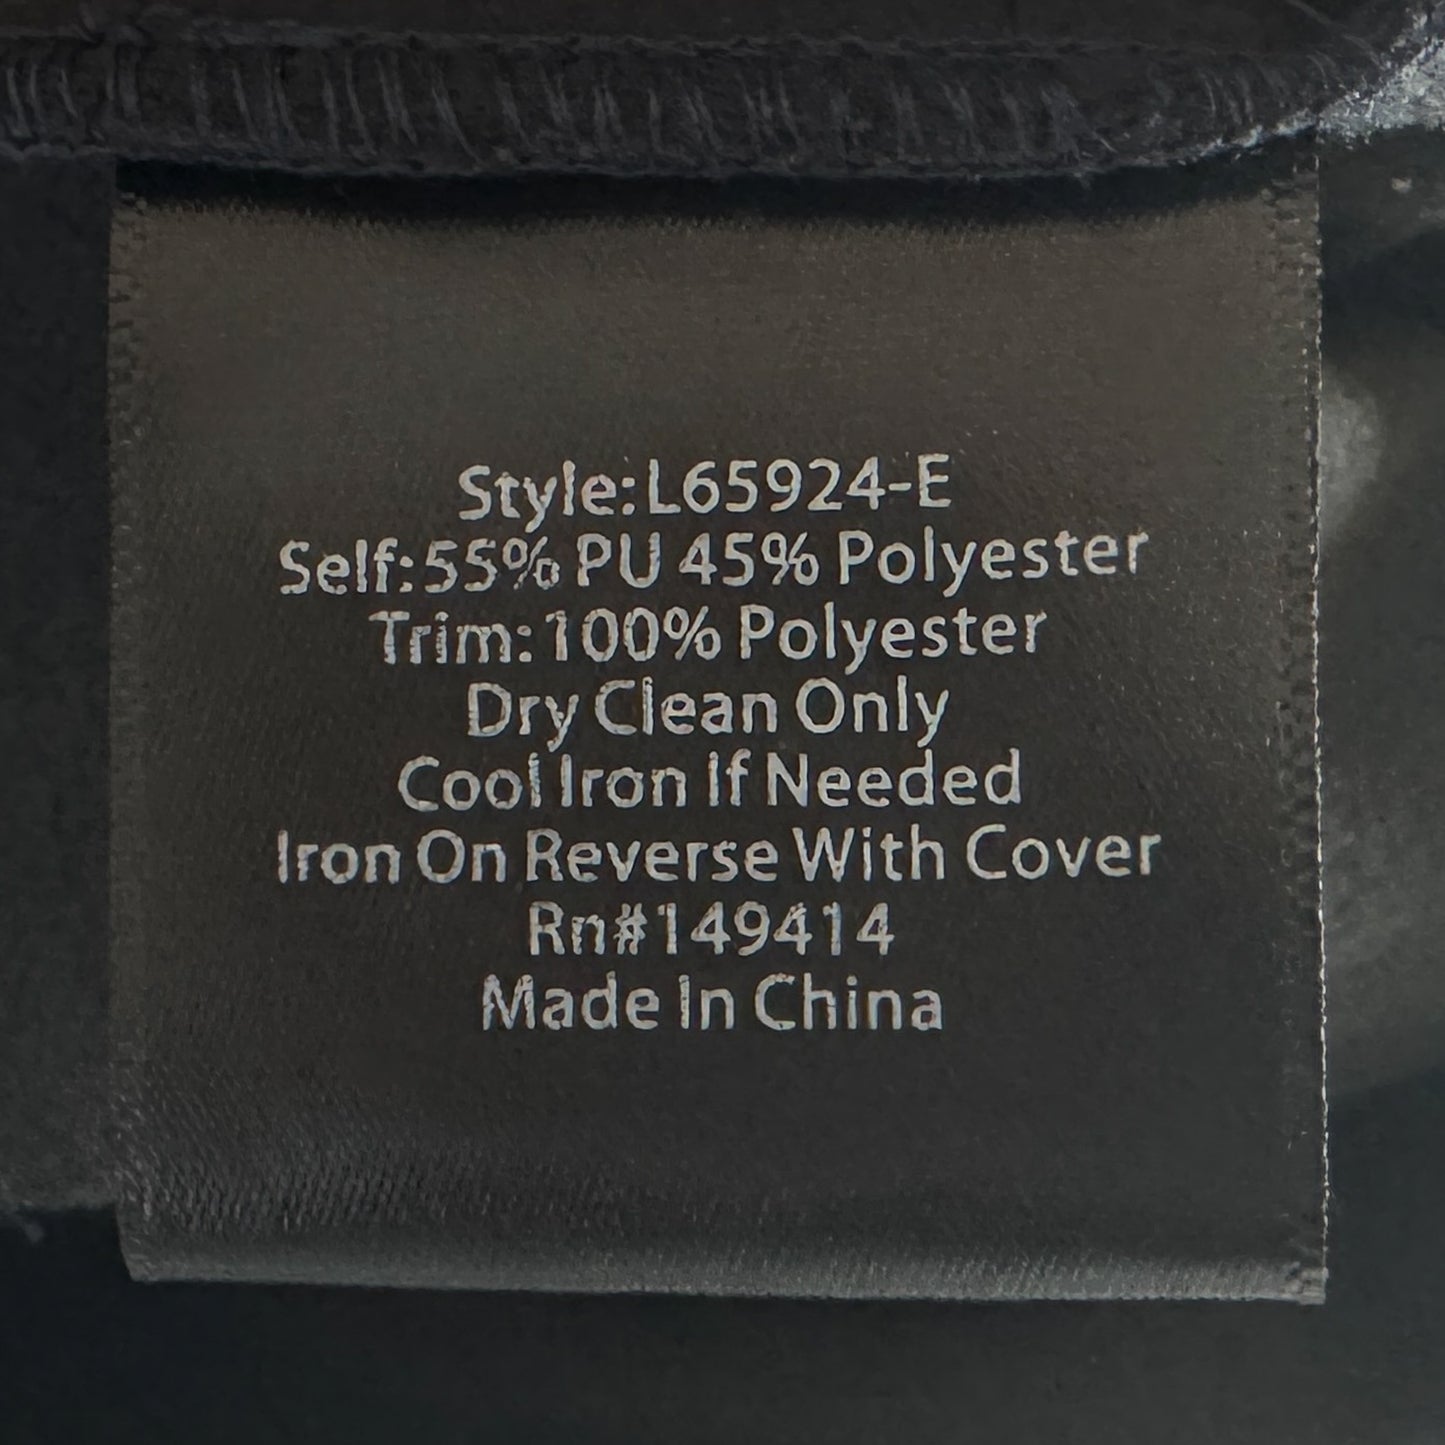 Style:L65924-E
Self:55% PU 45% Polyester
Trim:100% Polyester
Dry Clean Only
Cool Iron If Needed
Iron On Reverse With Cover
Rn#149414
Made In China